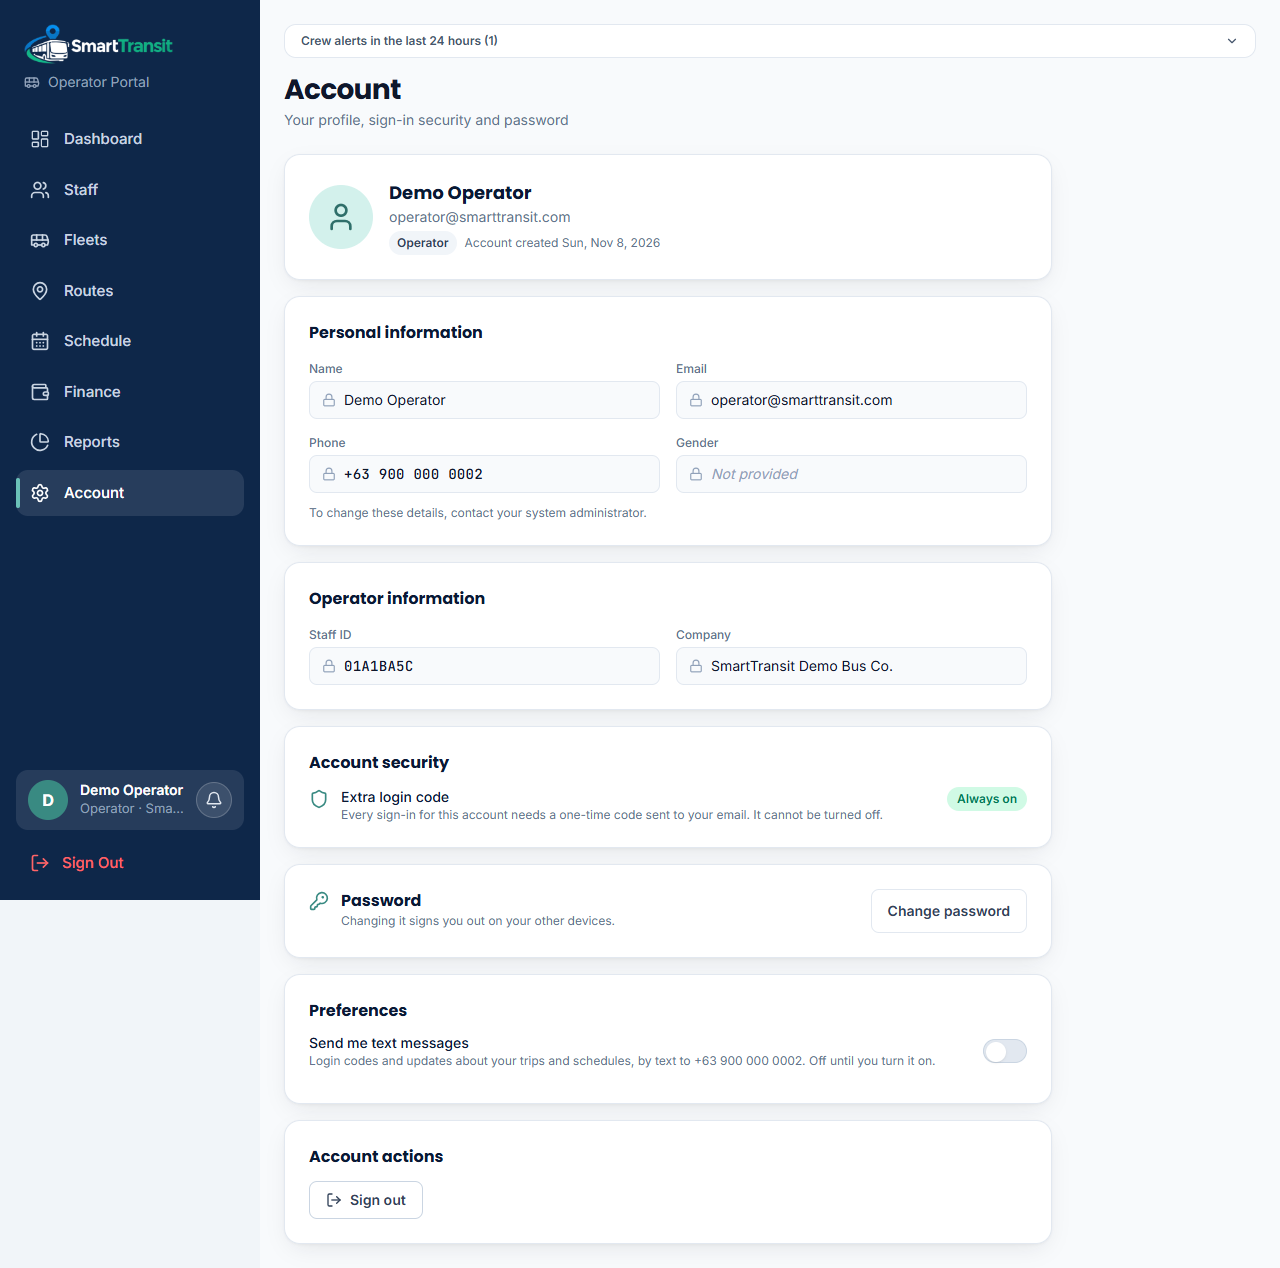 SmartTransit
Operator Portal
Dashboard
Staff
Fleets
Routes
Schedule
Finance
Reports
Account
D
Demo Operator
Operator · Sma...
Sign Out
Crew alerts in the last 24 hours (1)
Account
Your profile, sign-in security and password
Demo Operator
operator@smarttransit.com
Operator Account created Sun, Nov 8, 2026
Personal information
Name Email
Demo Operator operator@smarttransit.com
Phone Gender
+63 900 000 0002 Not provided
To change these details, contact your system administrator.
Operator information
Staff ID Company
01A1BA5C SmartTransit Demo Bus Co.
Account security
Extra login code Always on
Every sign-in for this account needs a one-time code sent to your email. It cannot be turned off.
Password Change password
Changing it signs you out on your other devices.
Preferences
Send me text messages
Login codes and updates about your trips and schedules, by text to +63 900 000 0002. Off until you turn it on.
Account actions
Sign out